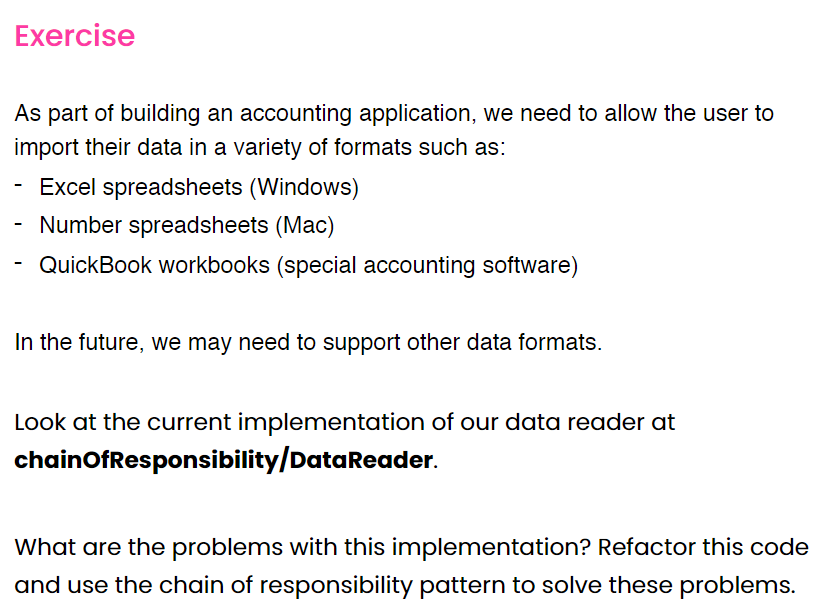 Exercise
As part of building an accounting application, we need to allow the user to
import their data in a variety of formats such as:
- Excel spreadsheets (Windows)
- Number spreadsheets (Mac)
- QuickBook workbooks (special accounting software)
In the future, we may need to support other data formats.
Look at the current implementation of our data reader at
chainOfResponsibility/DataReader.
What are the problems with this implementation? Refactor this code
and use the chain of responsibility pattern to solve these problems.